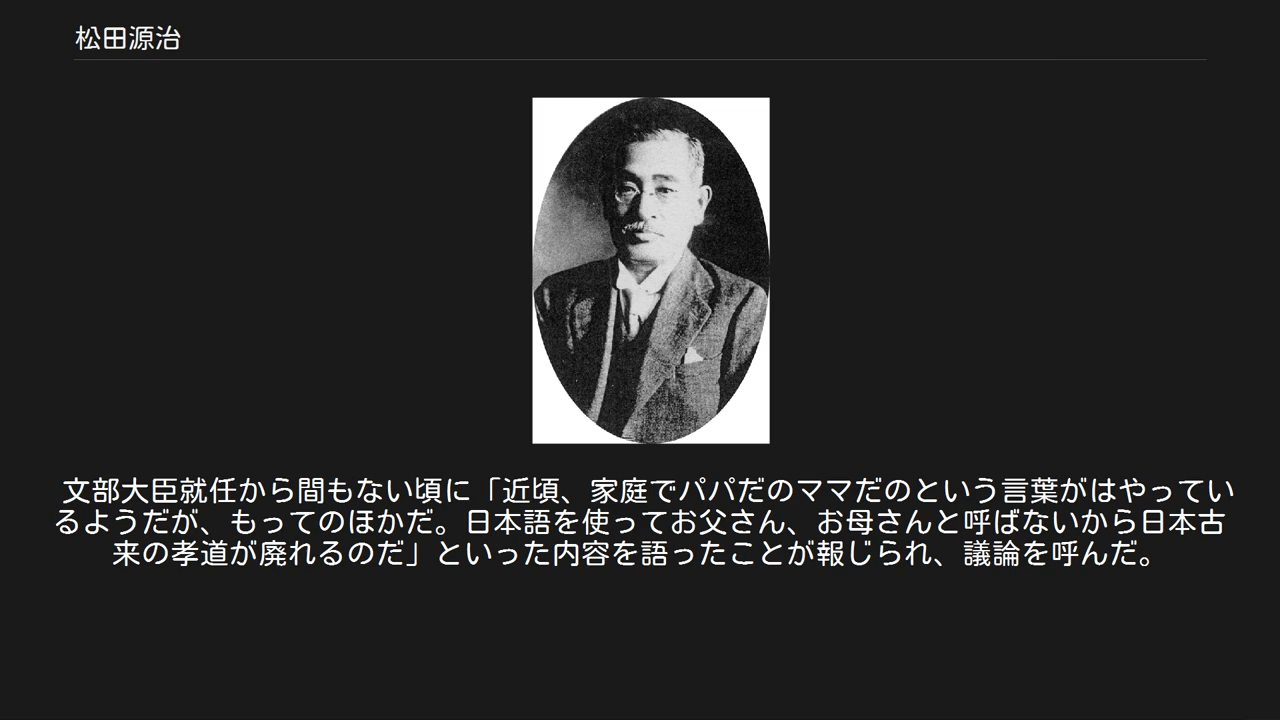 松田源治
文部大臣就任から間もない頃に「近頃、家庭でパパだのママだのという言葉がはやってい
るようだが、もってのほかだ。日本語を使ってお父さん、お母さんと呼ばないから日本古
来の孝道が廃れるのだ」といった内容を語ったことが報じられ、議論を呼んだ。